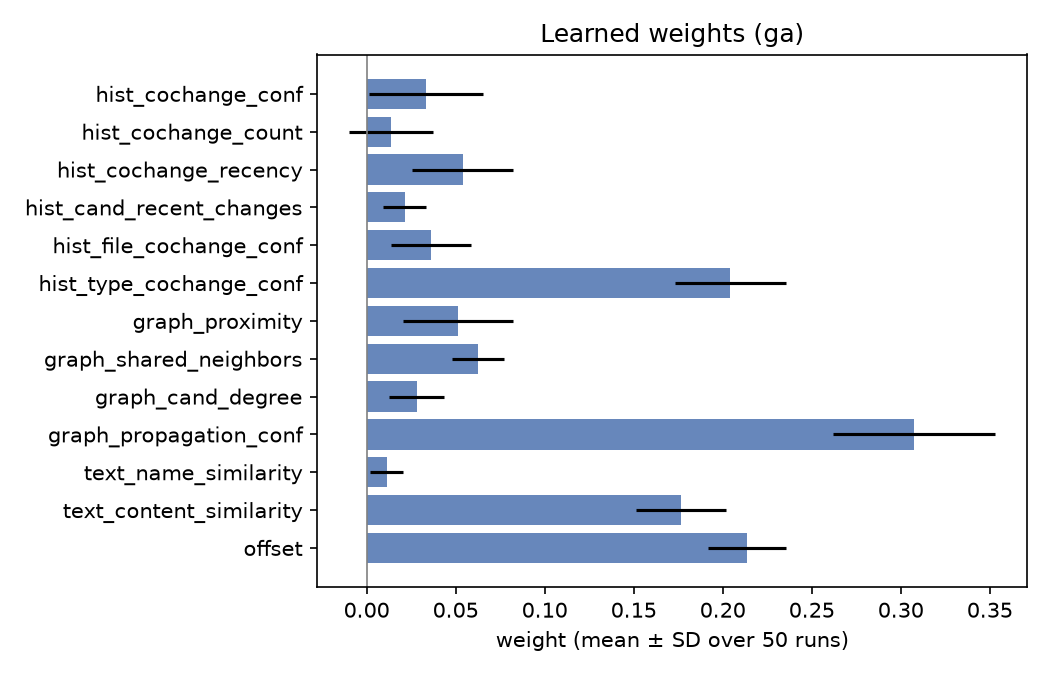 Learned weights (ga)
hist_cochange_conf
hist_cochange_count
hist_cochange_recency
hist_cand_recent_changes
hist_file_cochange_conf
hist_type_cochange_conf
graph_proximity
graph_shared_neighbors
graph_cand_degree
graph_propagation_conf
text_name_similarity
text_content_similarity
offset
0.00 0.05 0.10 0.15 0.20 0.25 0.30 0.35
weight (mean ± SD over 50 runs)